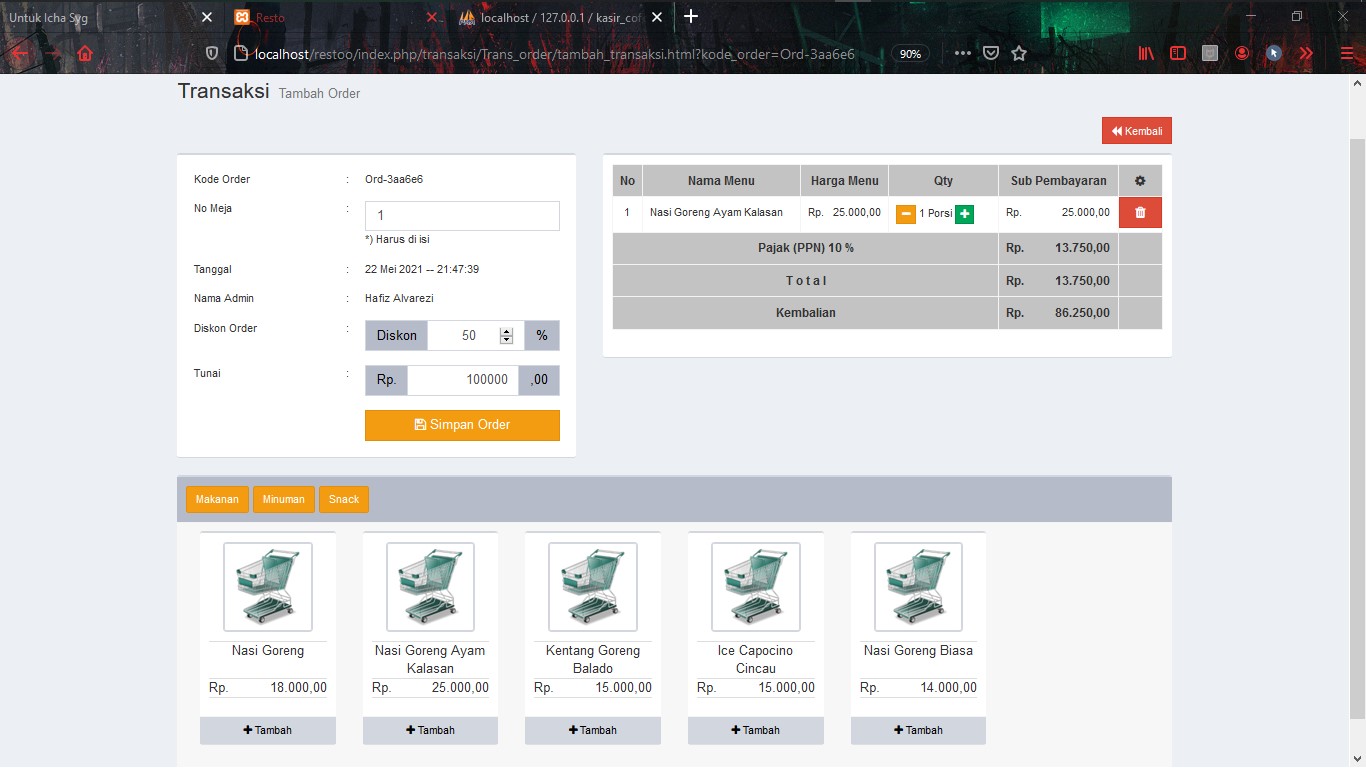 Untuk Icha Syg
Resto
localhost / 127.0.0.1 / kasir_cof
localhost/restoo/index.php/transaksi/Trans_order/tambah_transaksi.html?kode_order=Ord-3aa6e6
90%
Transaksi Tambah Order
Kembali
Kode Order : Ord-3aa6e6
No Meja : 1
*) Harus di isi
Tanggal : 22 Mei 2021 -- 21:47:39
Nama Admin : Hafiz Alvarezi
Diskon Order : Diskon 50 %
Tunai : Rp. 100000 ,00
Simpan Order
No Nama Menu Harga Menu Qty Sub Pembayaran
1 Nasi Goreng Ayam Kalasan Rp. 25.000,00 1 Porsi Rp. 25.000,00
Pajak (PPN) 10 % Rp. 13.750,00
T o t a l Rp. 13.750,00
Kembalian Rp. 86.250,00
Makanan Minuman Snack
Nasi Goreng
Rp. 18.000,00
Tambah
Nasi Goreng Ayam
Kalasan
Rp. 25.000,00
Tambah
Kentang Goreng
Balado
Rp. 15.000,00
Tambah
Ice Capocino
Cincau
Rp. 15.000,00
Tambah
Nasi Goreng Biasa
Rp. 14.000,00
Tambah